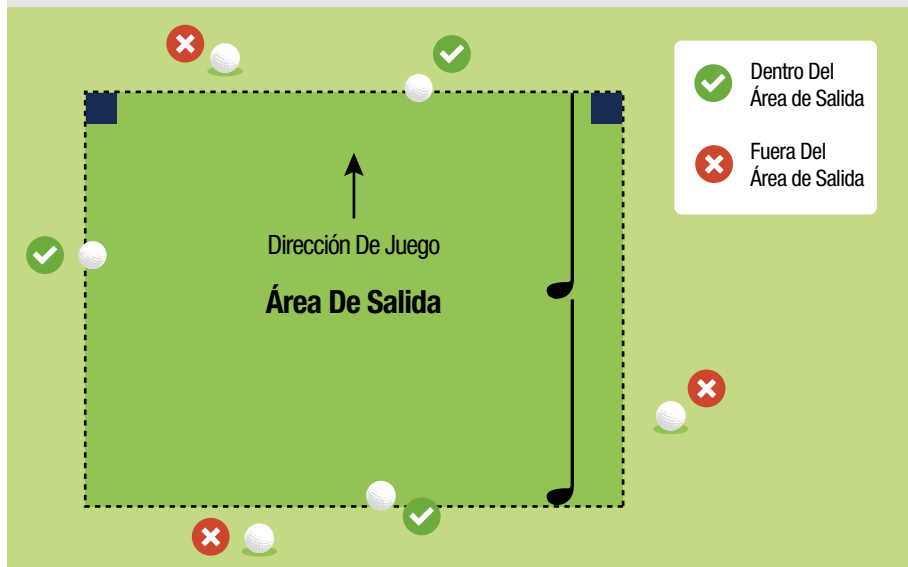 Dentro Del
Área de Salida
Fuera Del
Área de Salida
Dirección De Juego
Área De Salida